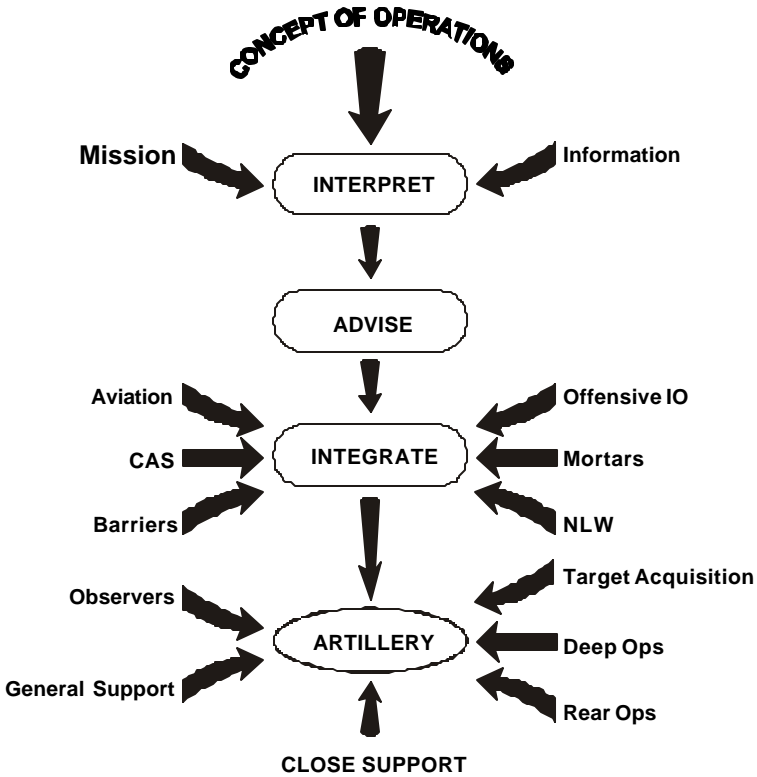 CONCEPT OF OPERATIONS
Mission
Information
INTERPRET
ADVISE
Aviation
Offensive IO
CAS
INTEGRATE
Mortars
Barriers
NLW
Observers
Target Acquisition
ARTILLERY
Deep Ops
General Support
Rear Ops
CLOSE SUPPORT